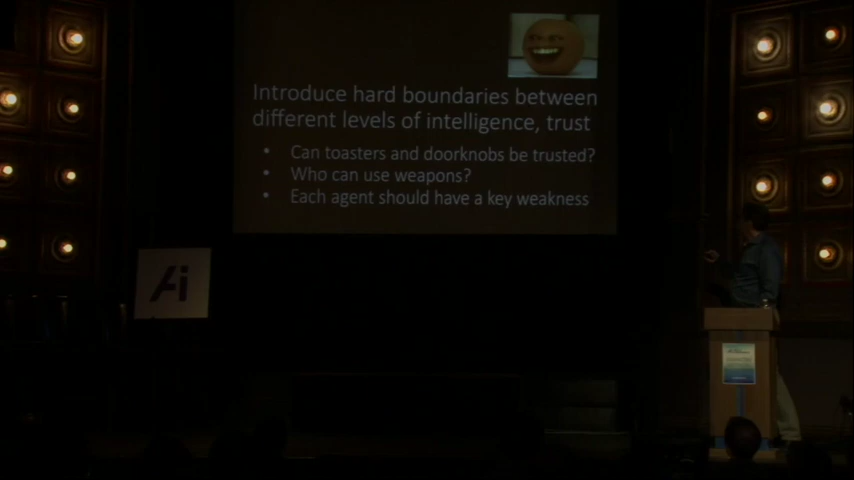 Introduce hard boundaries between
different levels of intelligence, trust
• Can toasters and doorknobs be trusted?
• Who can use weapons?
• Each agent should have a key weakness
Ai